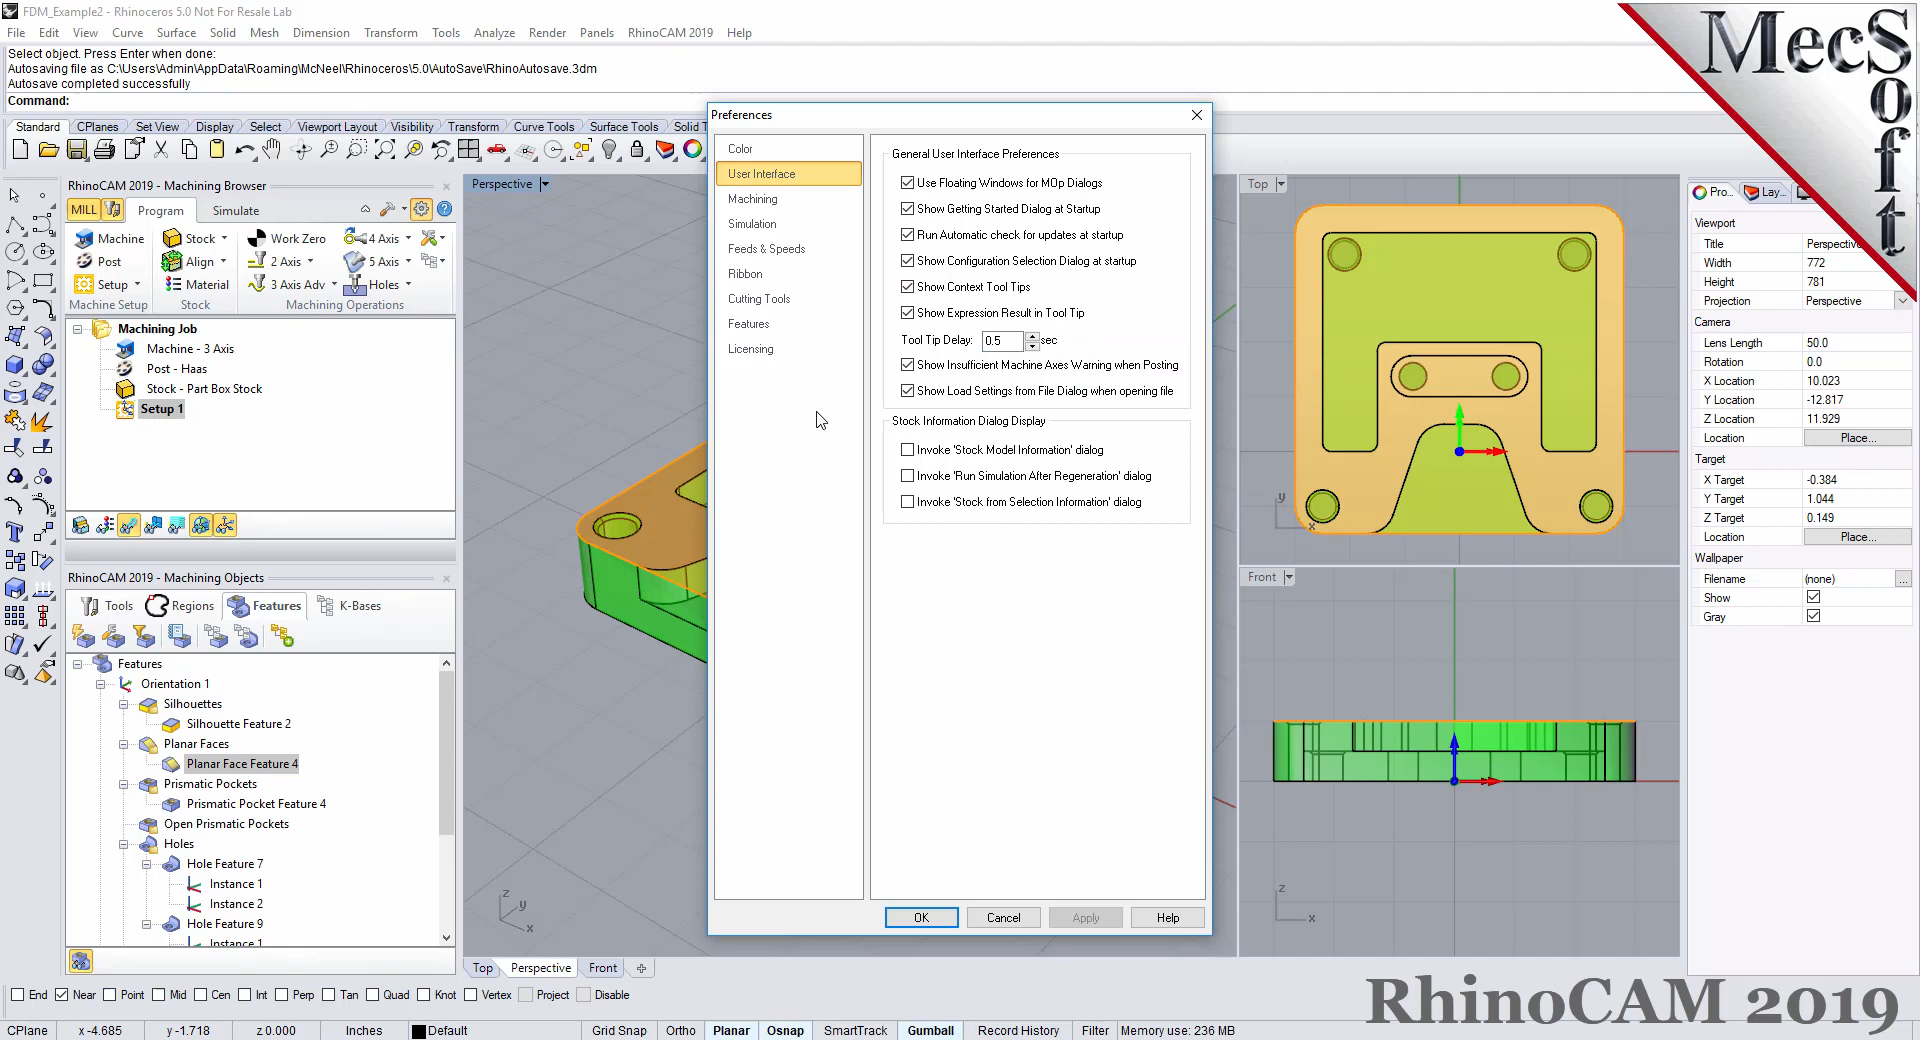 FDM_Example2 - Rhinoceros 5.0 Not For Resale Lab
File Edit View Curve Surface Solid Mesh Dimension Transform Tools Analyze Render Panels RhinoCAM 2019 Help
Select object. Press Enter when done:
Autosaving file as C:\Users\Admin\AppData\Roaming\McNeel\Rhinoceros\5.0\AutoSave\RhinoAutosave.3dm
Autosave completed successfully
Command:
MecSoft
Standard CPlanes Set View Display Select Viewport Layout Visibility Transform Curve Tools Surface Tools Solid T
RhinoCAM 2019 - Machining Browser
MILL Program Simulate
Machine Stock Work Zero 4 Axis
Post Align 2 Axis 5 Axis
Setup Material 3 Axis Adv Holes
Machine Setup Stock Machining Operations
Machining Job
Machine - 3 Axis
Post - Haas
Stock - Part Box Stock
Setup 1
RhinoCAM 2019 - Machining Objects
Tools Regions Features K-Bases
Features
Orientation 1
Silhouettes
Silhouette Feature 2
Planar Faces
Planar Face Feature 4
Prismatic Pockets
Prismatic Pocket Feature 4
Open Prismatic Pockets
Holes
Hole Feature 7
Instance 1
Instance 2
Hole Feature 9
Instance 1
Perspective
z
y
x
Preferences
Color
User Interface
Machining
Simulation
Feeds & Speeds
Ribbon
Cutting Tools
Features
Licensing
General User Interface Preferences
Use Floating Windows for MOp Dialogs
Show Getting Started Dialog at Startup
Run Automatic check for updates at startup
Show Configuration Selection Dialog at startup
Show Context Tool Tips
Show Expression Result in Tool Tip
Tool Tip Delay: 0.5 sec
Show Insufficient Machine Axes Warning when Posting
Show Load Settings from File Dialog when opening file
Stock Information Dialog Display
Invoke 'Stock Model Information' dialog
Invoke 'Run Simulation After Regeneration' dialog
Invoke 'Stock from Selection Information' dialog
OK Cancel Apply Help
Top
y
x
Front
z
x
Pro... Lay...
Viewport
Title Perspective
Width 772
Height 781
Projection Perspective
Camera
Lens Length 50.0
Rotation 0.0
X Location 10.023
Y Location -12.817
Z Location 11.929
Location Place...
Target
X Target -0.384
Y Target 1.044
Z Target 0.149
Location Place...
Wallpaper
Filename (none) ...
Show
Gray
Top Perspective Front
End Near Point Mid Cen Int Perp Tan Quad Knot Vertex Project Disable
RhinoCAM 2019
CPlane x -4.685 y -1.718 z 0.000 Inches Default Grid Snap Ortho Planar Osnap SmartTrack Gumball Record History Filter Memory use: 236 MB